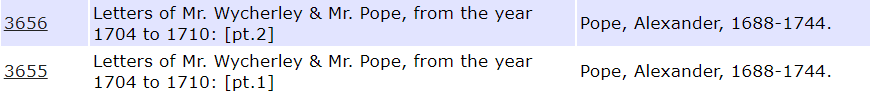 3656 Letters of Mr. Wycherley & Mr. Pope, from the year 1704 to 1710: [pt.2] Pope, Alexander, 1688-1744.
3655 Letters of Mr. Wycherley & Mr. Pope, from the year 1704 to 1710: [pt.1] Pope, Alexander, 1688-1744.